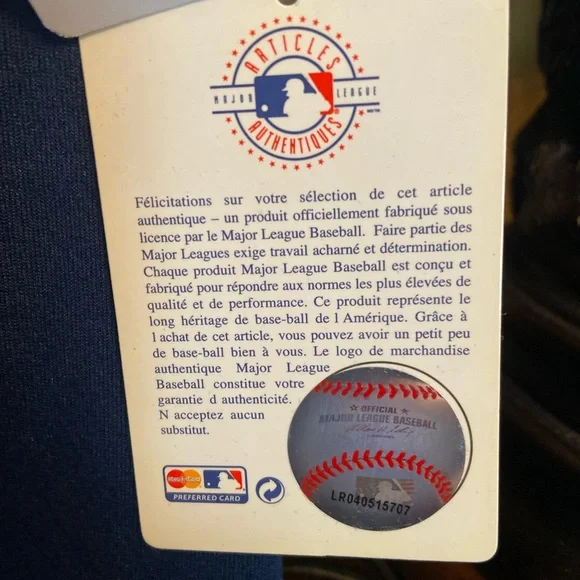 ARTICLES
MAJOR LEAGUE
AUTHENTIQUES
Félicitations sur votre sélection de cet article
authentique – un produit officiellement fabriqué sous
licence par le Major League Baseball. Faire partie des
Major Leagues exige travail acharné et détermination.
Chaque produit Major League Baseball est conçu et
fabriqué pour répondre aux normes les plus élevées de
qualité et de performance. Ce produit représente le
long héritage de base-ball de l Amérique. Grâce à
l achat de cet article, vous pouvez avoir un petit peu
de base-ball bien à vous. Le logo de marchandise
authentique Major League
Baseball constitue votre
garantie d authenticité.
N acceptez aucun
substitut.
OFFICIAL
MAJOR LEAGUE BASEBALL
LR040515707
MasterCard
PREFERRED CARD